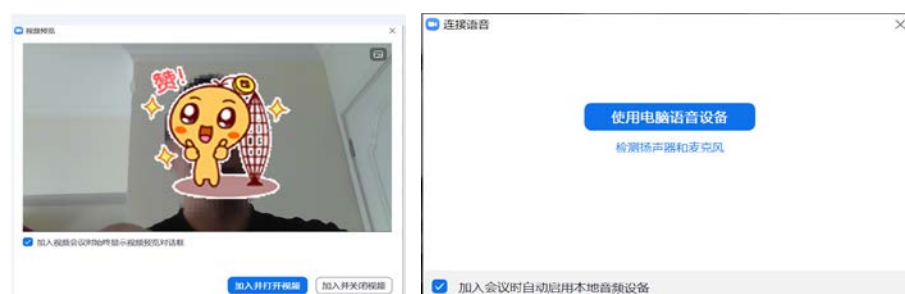 视频预览
赞!
加入视频会议时始终显示视频预览对话框
加入并打开视频
加入并关闭视频
连接语音
使用电脑语音设备
检测扬声器和麦克风
加入会议时自动启用本地音频设备